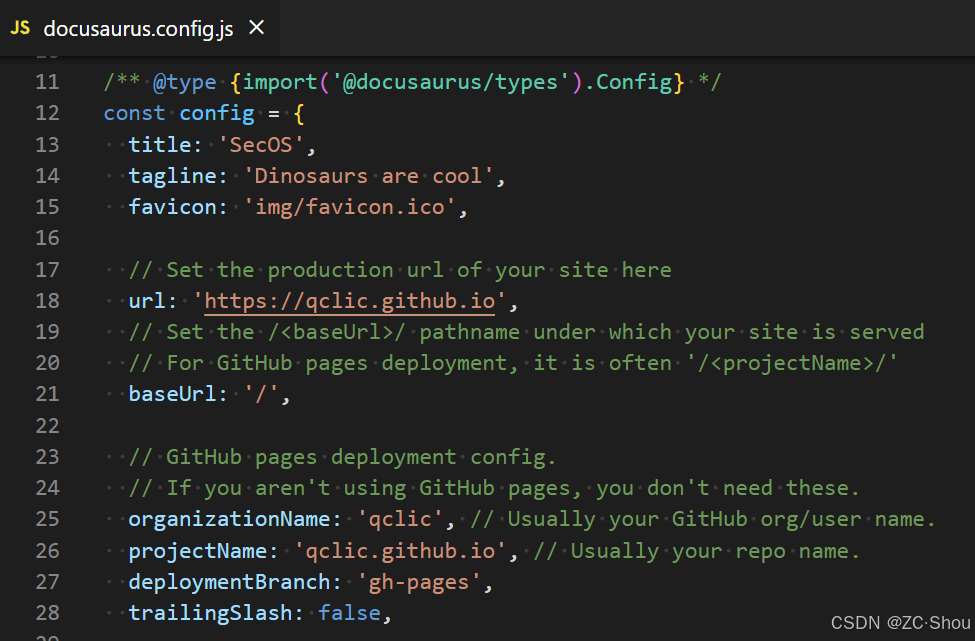 JS docusaurus.config.js ×
11 /** @type {import('@docusaurus/types').Config} */
12 const config = {
13   title: 'SecOS',
14   tagline: 'Dinosaurs are cool',
15   favicon: 'img/favicon.ico',
16
17   // Set the production url of your site here
18   url: 'https://qclic.github.io',
19   // Set the /<baseUrl>/ pathname under which your site is served
20   // For GitHub pages deployment, it is often '/<projectName>/'
21   baseUrl: '/',
22
23   // GitHub pages deployment config.
24   // If you aren't using GitHub pages, you don't need these.
25   organizationName: 'qclic', // Usually your GitHub org/user name.
26   projectName: 'qclic.github.io', // Usually your repo name.
27   deploymentBranch: 'gh-pages',
28   trailingSlash: false,
CSDN @ZC·Shou